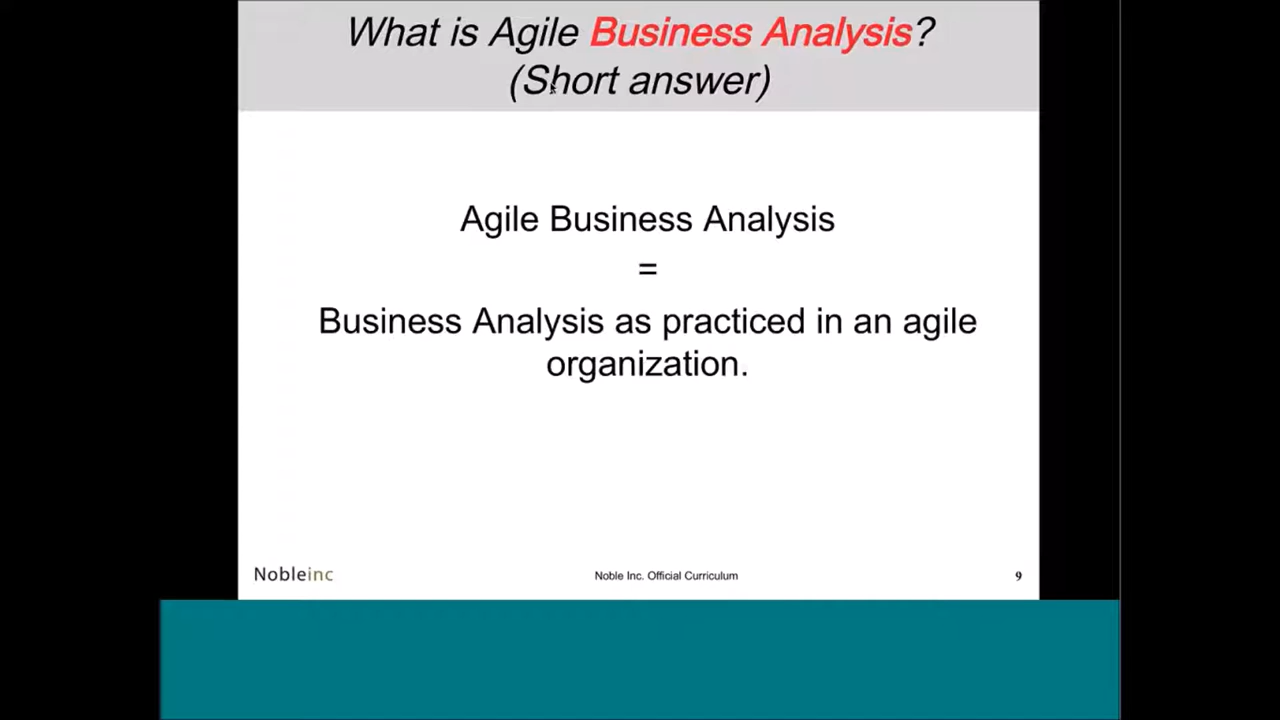 What is Agile Business Analysis?
(Short answer)
Agile Business Analysis
=
Business Analysis as practiced in an agile
organization.
Nobleinc
Noble Inc. Official Curriculum
9